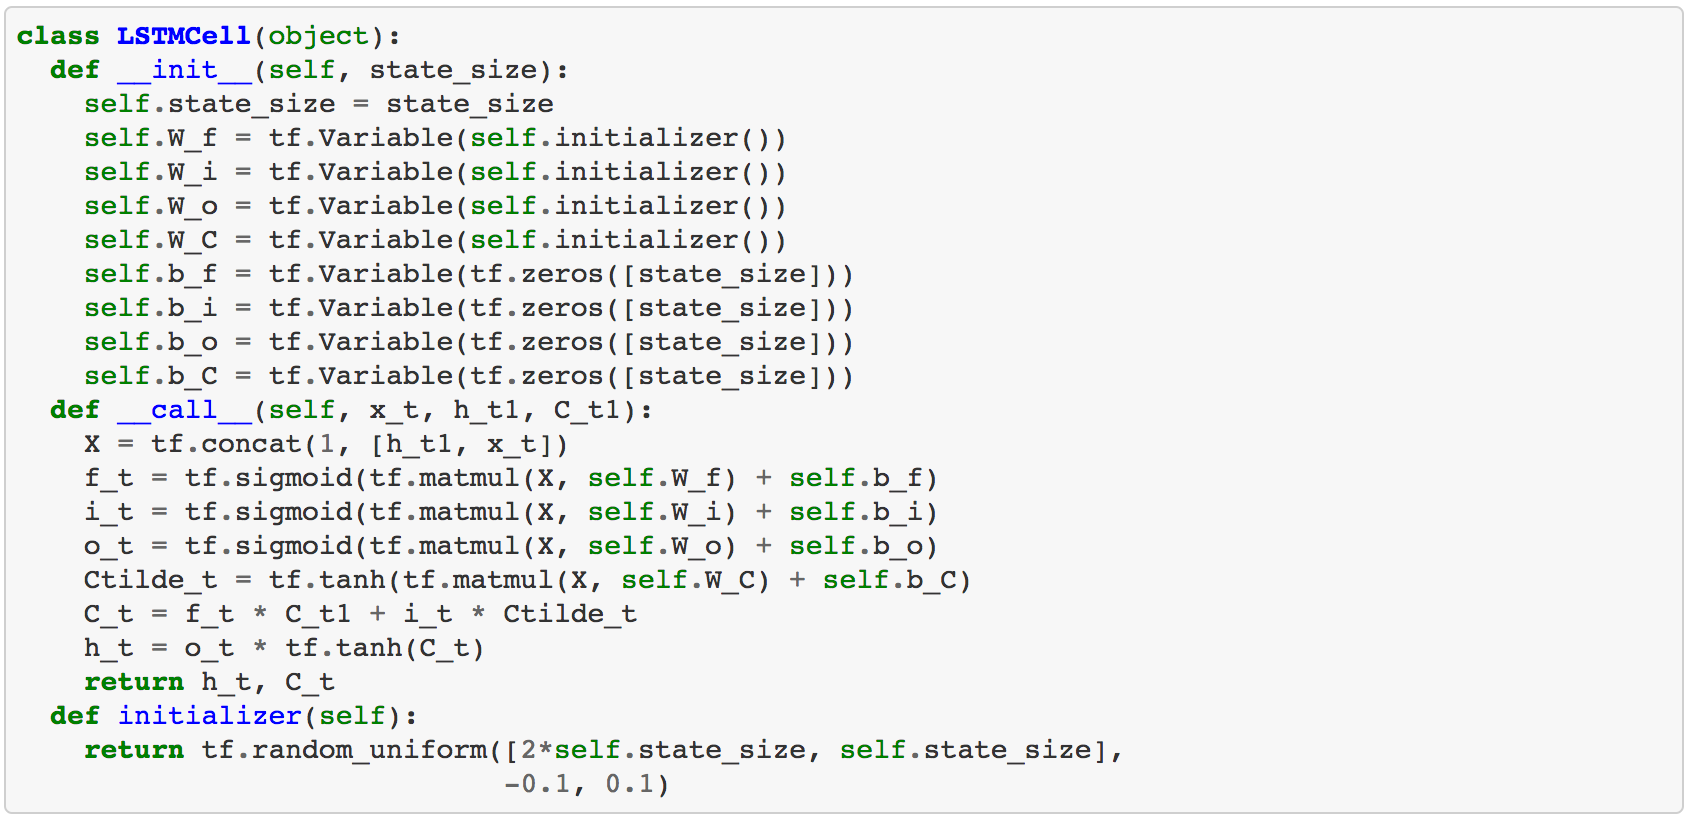 class LSTMCell(object):
  def __init__(self, state_size):
    self.state_size = state_size
    self.W_f = tf.Variable(self.initializer())
    self.W_i = tf.Variable(self.initializer())
    self.W_o = tf.Variable(self.initializer())
    self.W_C = tf.Variable(self.initializer())
    self.b_f = tf.Variable(tf.zeros([state_size]))
    self.b_i = tf.Variable(tf.zeros([state_size]))
    self.b_o = tf.Variable(tf.zeros([state_size]))
    self.b_C = tf.Variable(tf.zeros([state_size]))
  def __call__(self, x_t, h_t1, C_t1):
    X = tf.concat(1, [h_t1, x_t])
    f_t = tf.sigmoid(tf.matmul(X, self.W_f) + self.b_f)
    i_t = tf.sigmoid(tf.matmul(X, self.W_i) + self.b_i)
    o_t = tf.sigmoid(tf.matmul(X, self.W_o) + self.b_o)
    Ctilde_t = tf.tanh(tf.matmul(X, self.W_C) + self.b_C)
    C_t = f_t * C_t1 + i_t * Ctilde_t
    h_t = o_t * tf.tanh(C_t)
    return h_t, C_t
  def initializer(self):
    return tf.random_uniform([2*self.state_size, self.state_size],
                             -0.1, 0.1)